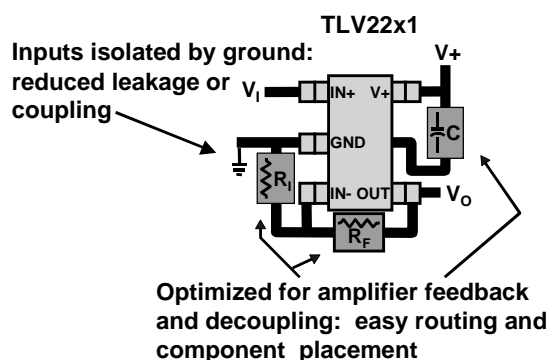 TLV22x1
Inputs isolated by ground:
reduced leakage or
coupling
V+
VI
IN+ V+
C
GND
RI
IN- OUT
VO
RF
Optimized for amplifier feedback
and decoupling: easy routing and
component placement